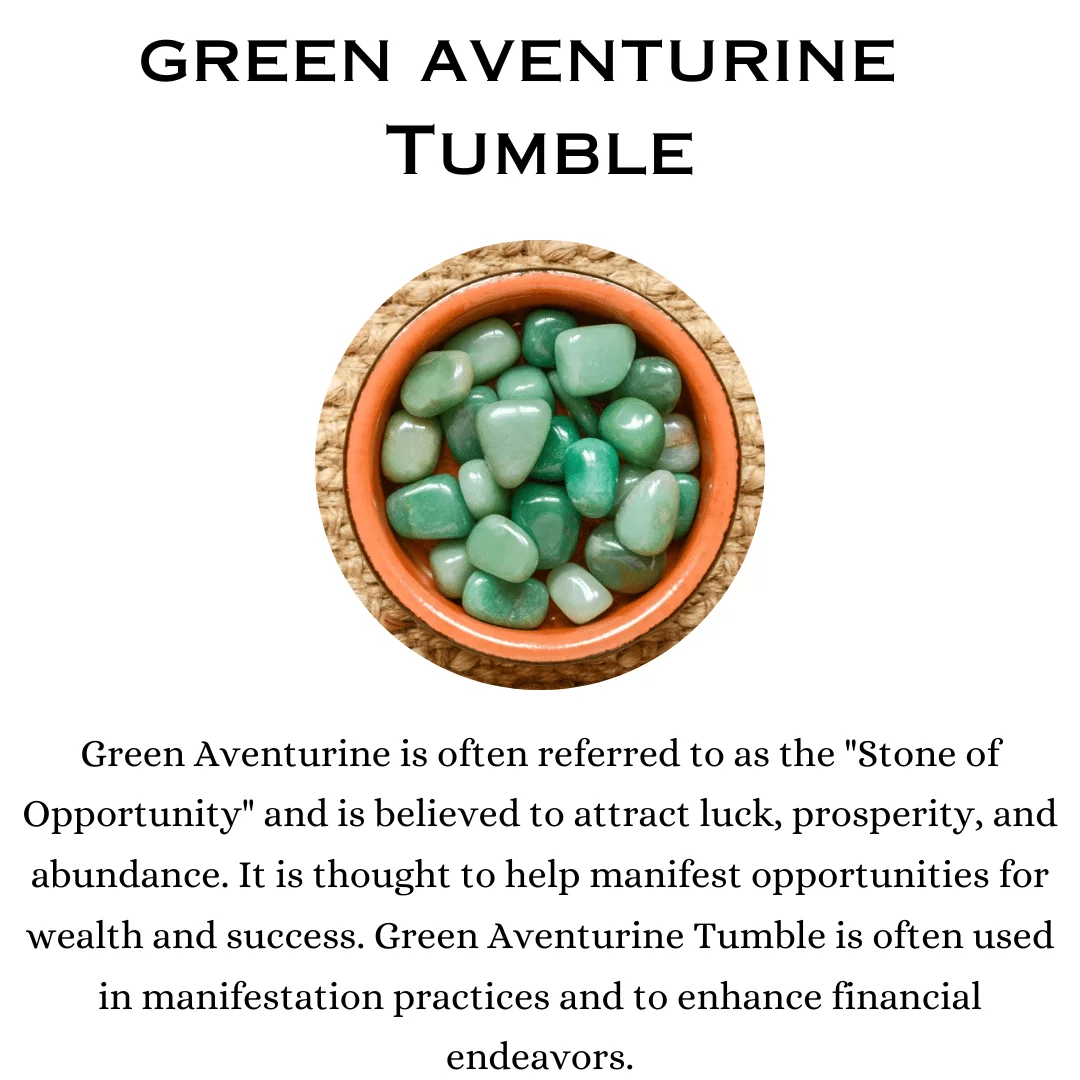 GREEN AVENTURINE
TUMBLE
Green Aventurine is often referred to as the "Stone of
Opportunity" and is believed to attract luck, prosperity, and
abundance. It is thought to help manifest opportunities for
wealth and success. Green Aventurine Tumble is often used
in manifestation practices and to enhance financial
endeavors.